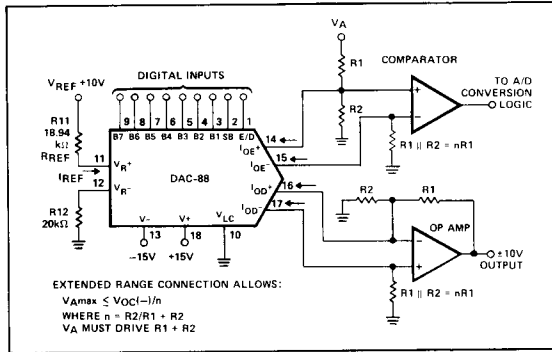 VA
R1
COMPARATOR
VREF +10V
DIGITAL INPUTS
TO A/D
CONVERSION
LOGIC
R2
R11
18.94
kΩ
RREF
9 8 7 6 5 4 3 2 1
B7 B6 B5 B4 B3 B2 B1 SB E/D
14
IOE+
+
−
R1 || R2 = nR1
15
IOE−
11
VR+
IREF
12
VR−
DAC-88
16
IOD+
17
IOD−
R2
R1
OP AMP
−
+
±10V
OUTPUT
R1 || R2 = nR1
R12
20kΩ
V− V+ VLC
13 18 10
−15V +15V
EXTENDED RANGE CONNECTION ALLOWS:
VAmax ≤ VOC(−)/n
WHERE n = R2/R1 + R2
VA MUST DRIVE R1 + R2